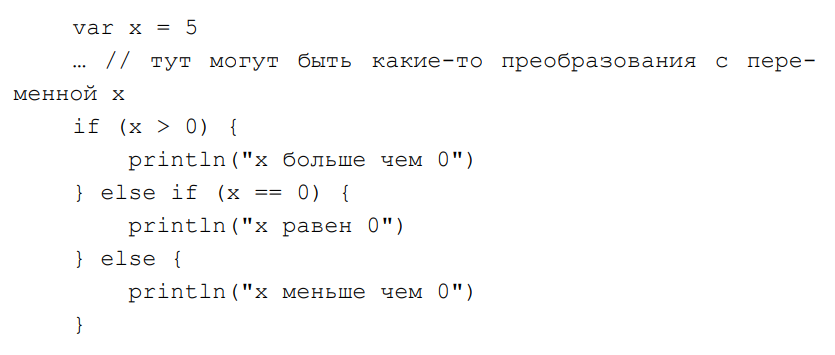 var x = 5
… // тут могут быть какие-то преобразования с пере-
менной x
if (x > 0) {
println("x больше чем 0")
} else if (x == 0) {
println("x равен 0")
} else {
println("x меньше чем 0")
}